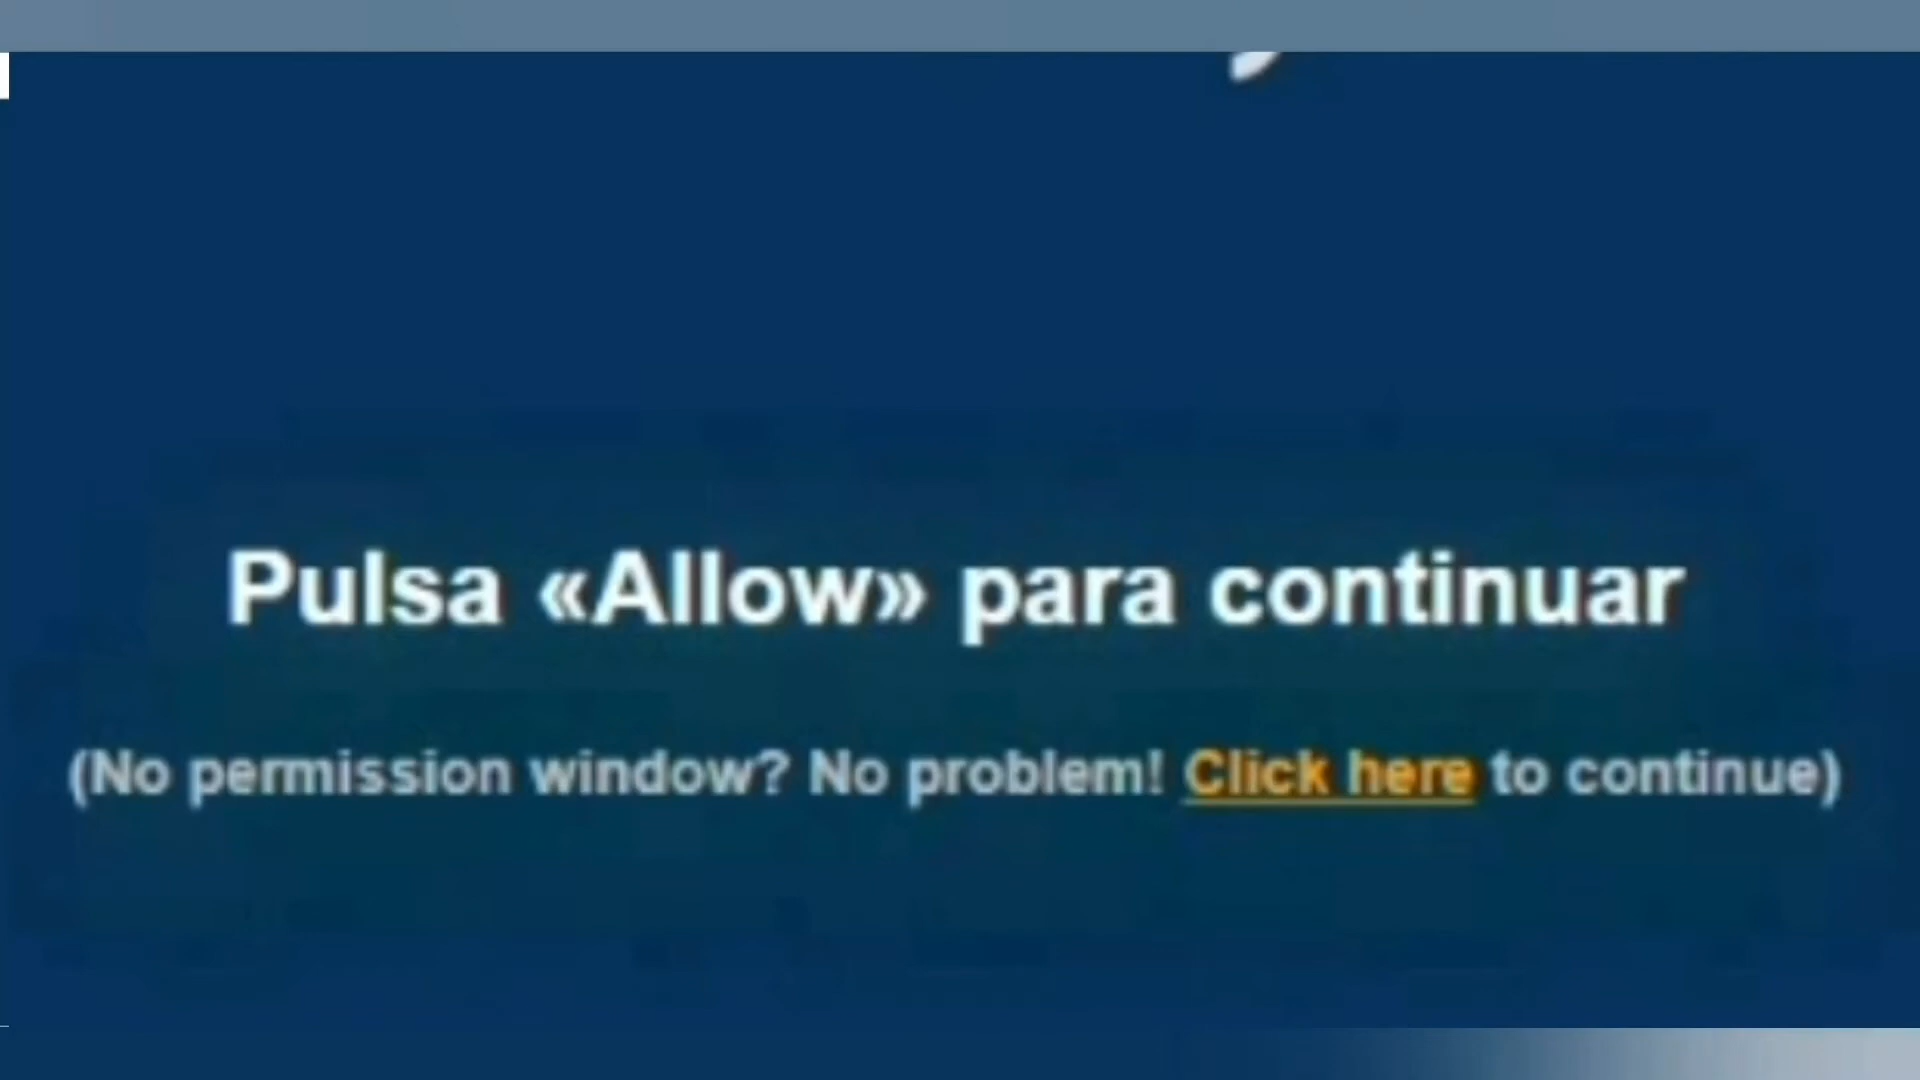 Pulsa «Allow» para continuar
(No permission window? No problem! Click here to continue)